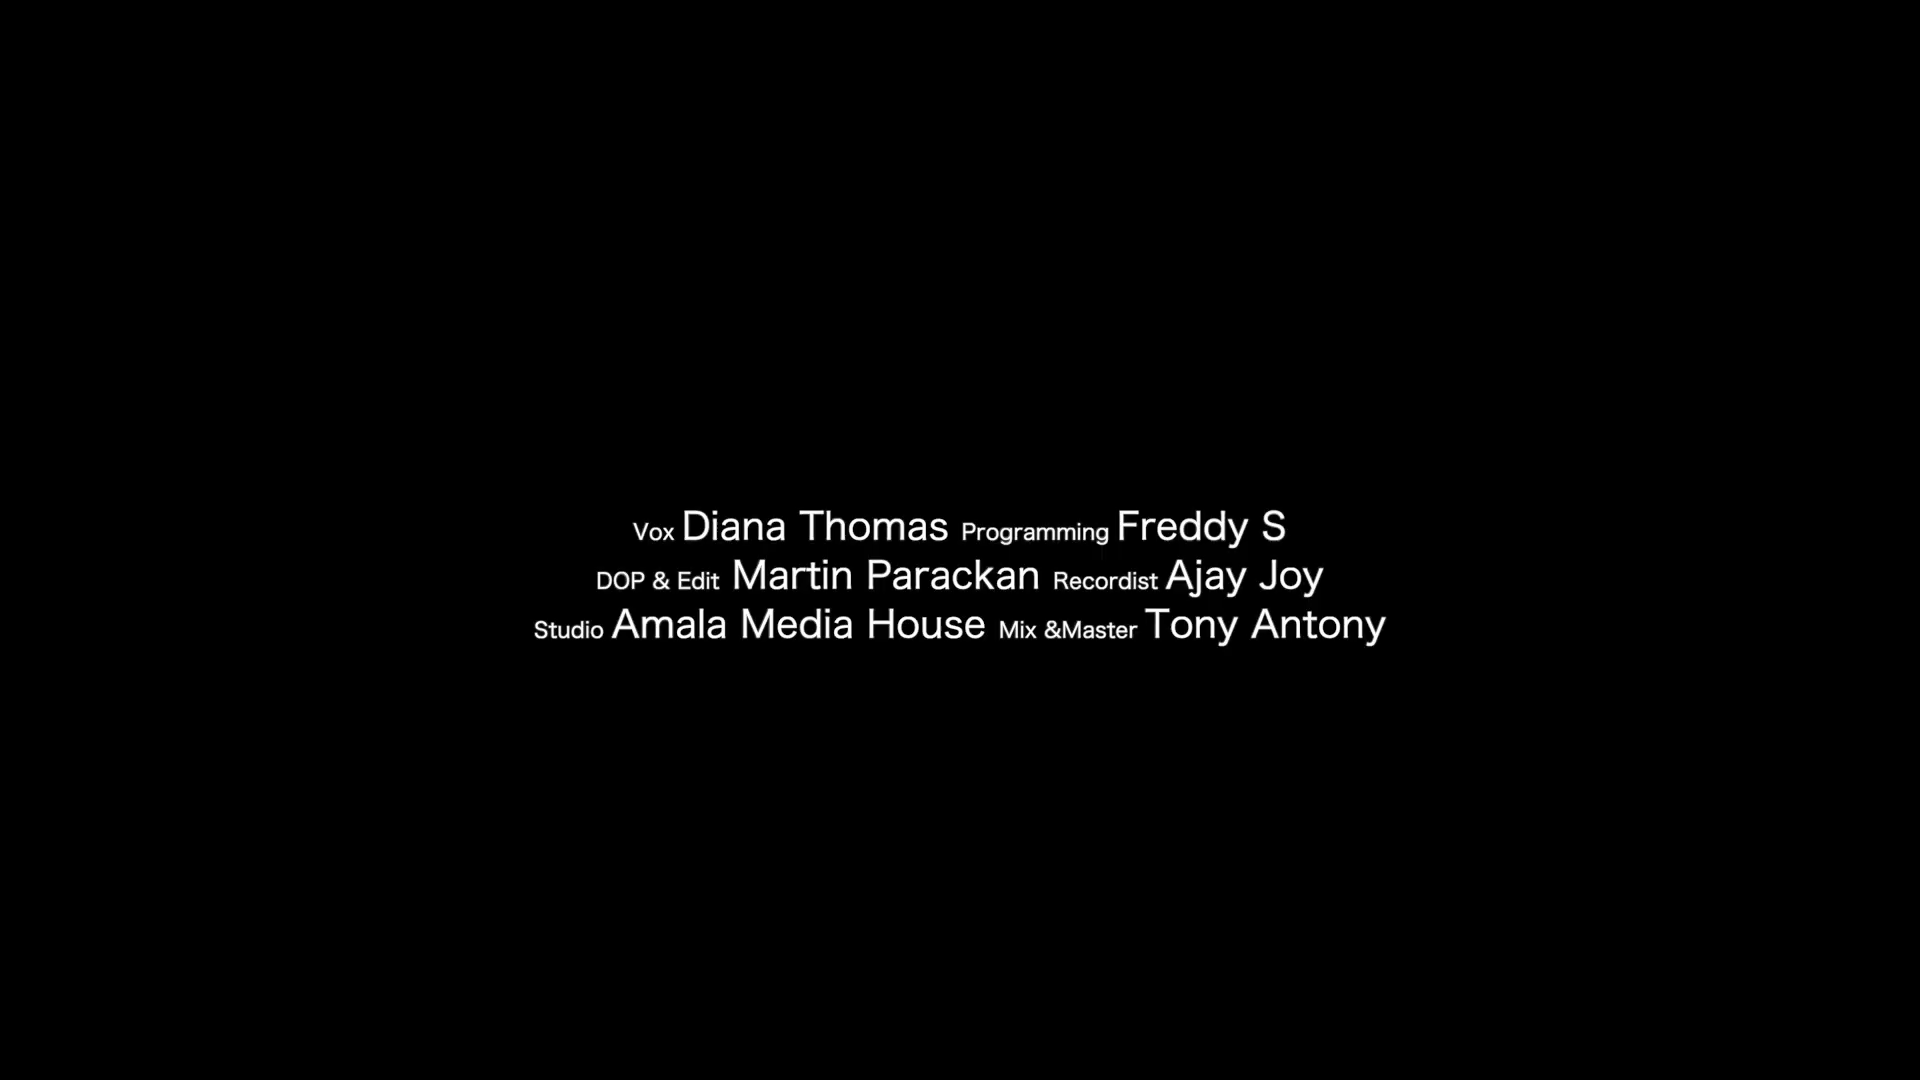 Vox Diana Thomas Programming Freddy S
DOP & Edit Martin Parackan Recordist Ajay Joy
Studio Amala Media House Mix &Master Tony Antony